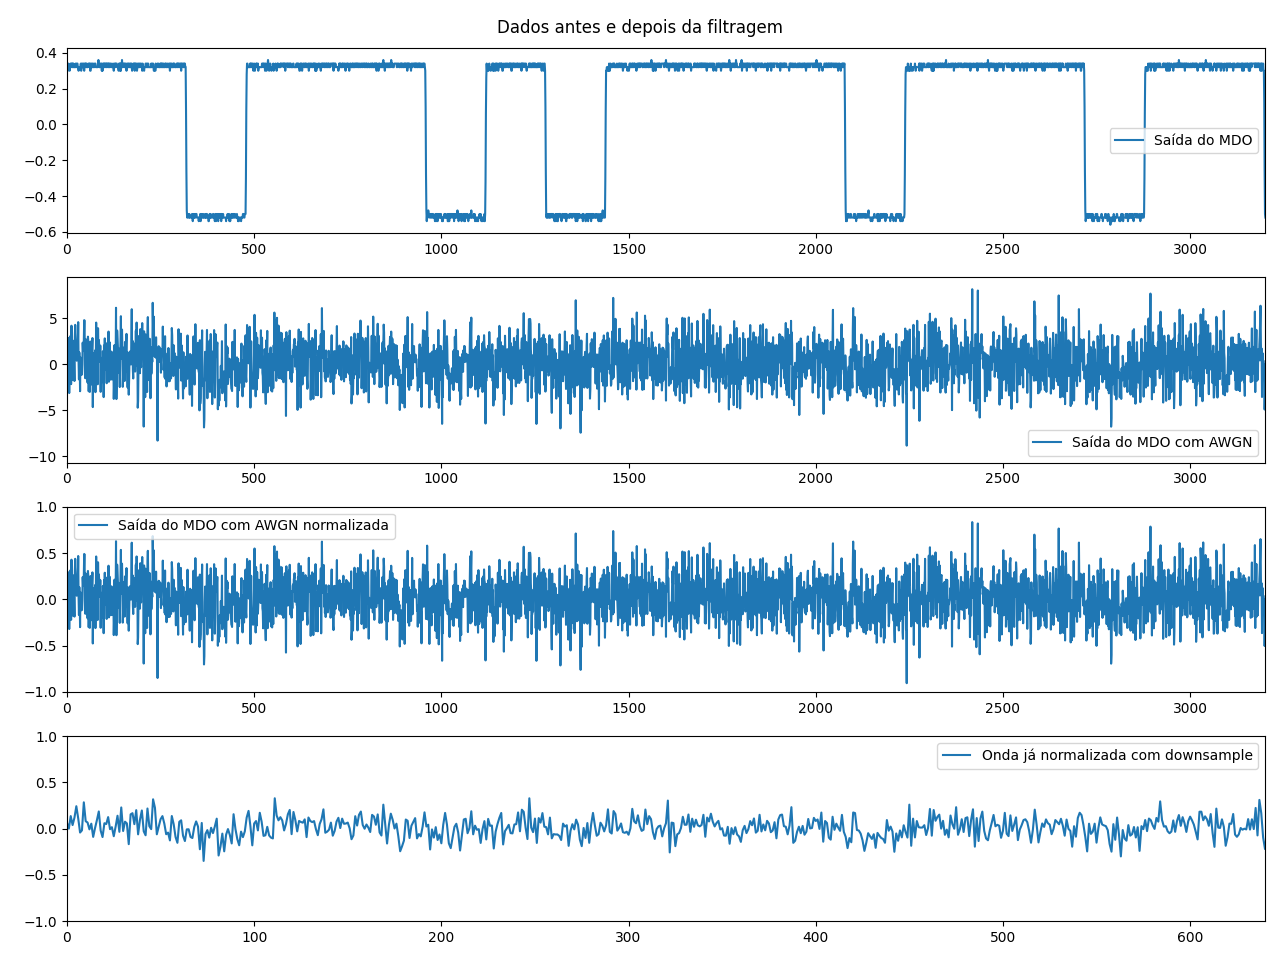 Dados antes e depois da filtragem
0.4
0.2
0.0
−0.2
−0.4
−0.6
Saída do MDO
0 500 1000 1500 2000 2500 3000
5
0
−5
−10
Saída do MDO com AWGN
0 500 1000 1500 2000 2500 3000
1.0
0.5
0.0
−0.5
−1.0
Saída do MDO com AWGN normalizada
0 500 1000 1500 2000 2500 3000
1.0
0.5
0.0
−0.5
−1.0
Onda já normalizada com downsample
0 100 200 300 400 500 600